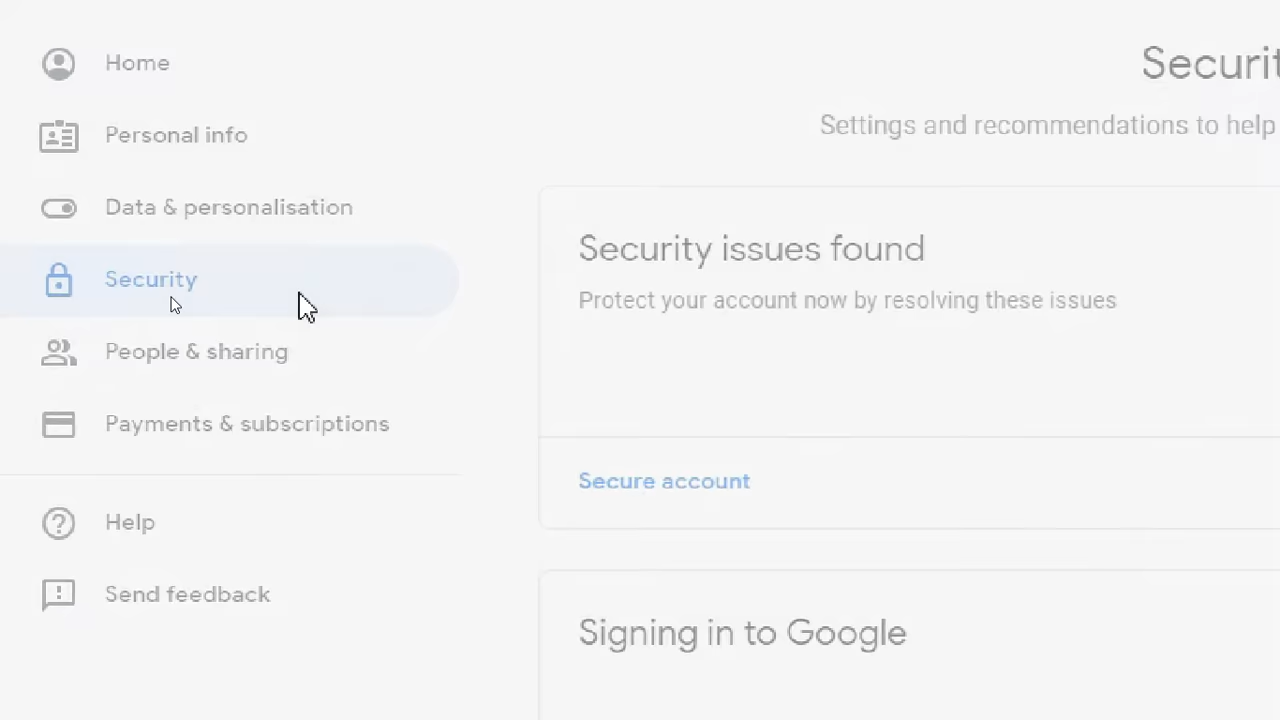 Home
Personal info
Data & personalisation
Security
People & sharing
Payments & subscriptions
Help
Send feedback
Securit
Settings and recommendations to help
Security issues found
Protect your account now by resolving these issues
Secure account
Signing in to Google